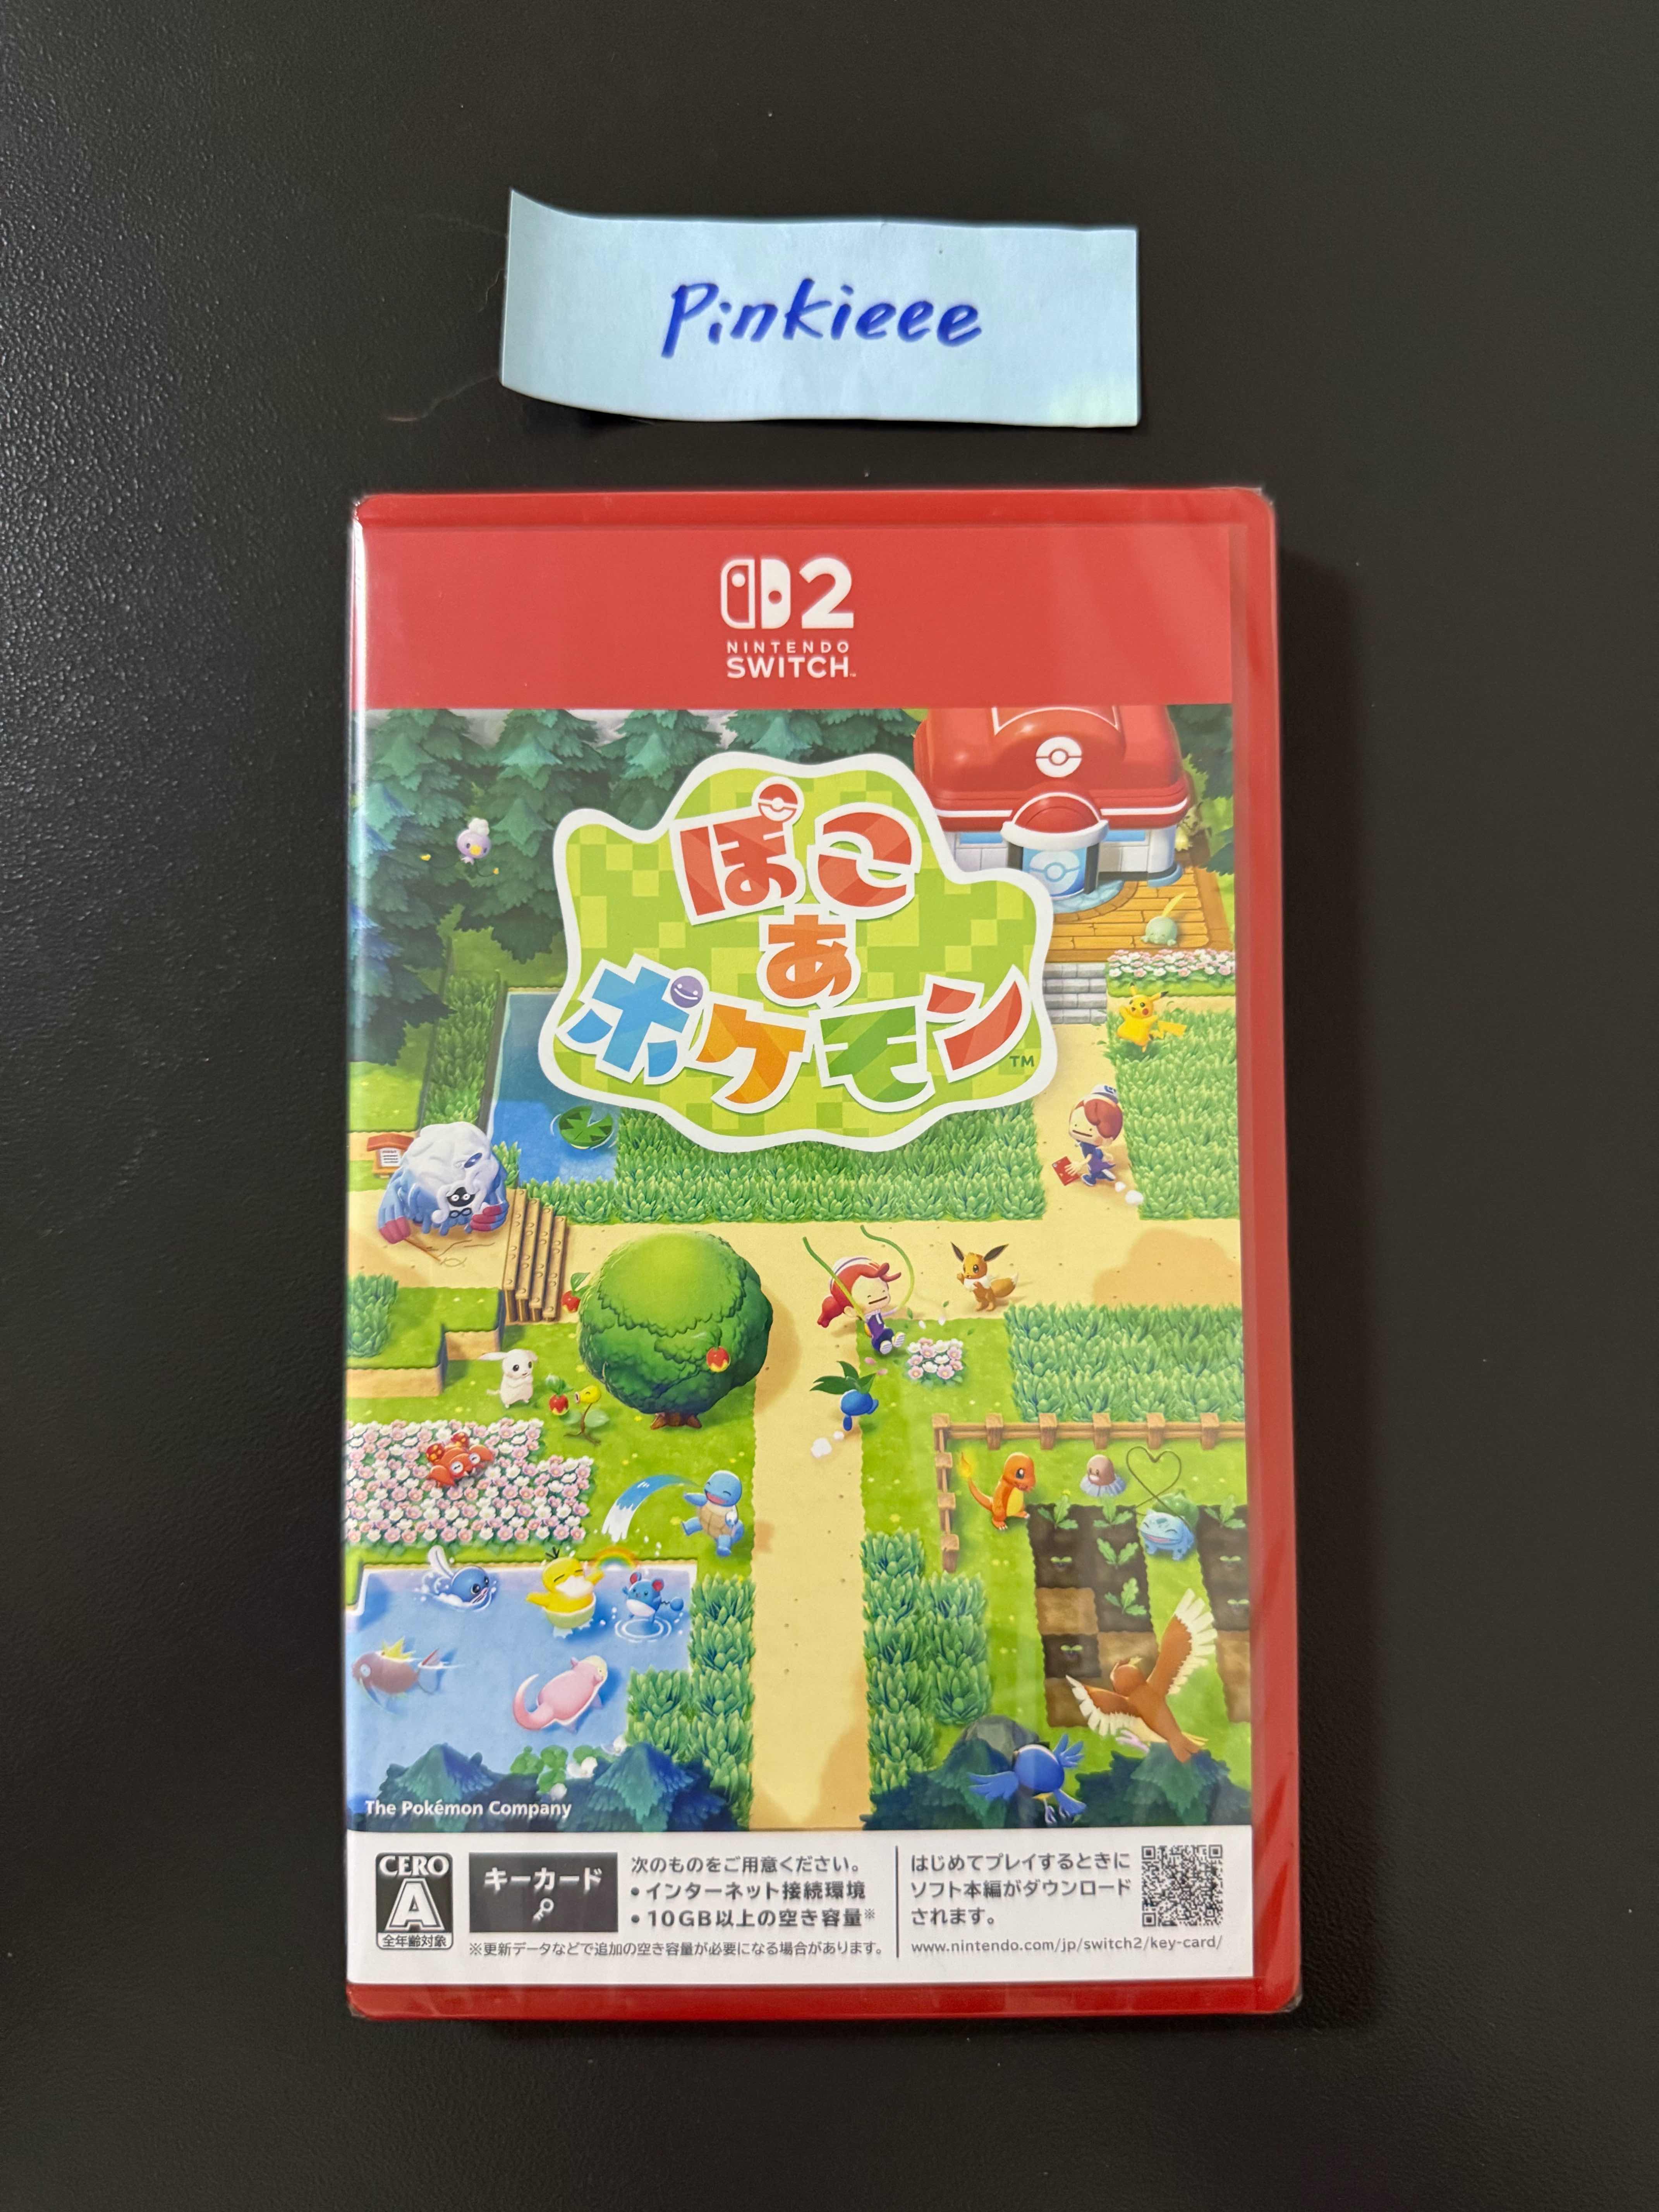 Pinkieee
2
NINTENDO
SWITCH™
ぽこ
あ
ポケモン™
The Pokémon Company
CERO
A
全年齢対象
キーカード
次のものをご用意ください。
•インターネット接続環境
•10GB以上の空き容量※
※更新データなどで追加の空き容量が必要になる場合があります。
はじめてプレイするときに
ソフト本編がダウンロード
されます。
www.nintendo.com/jp/switch2/key-card/